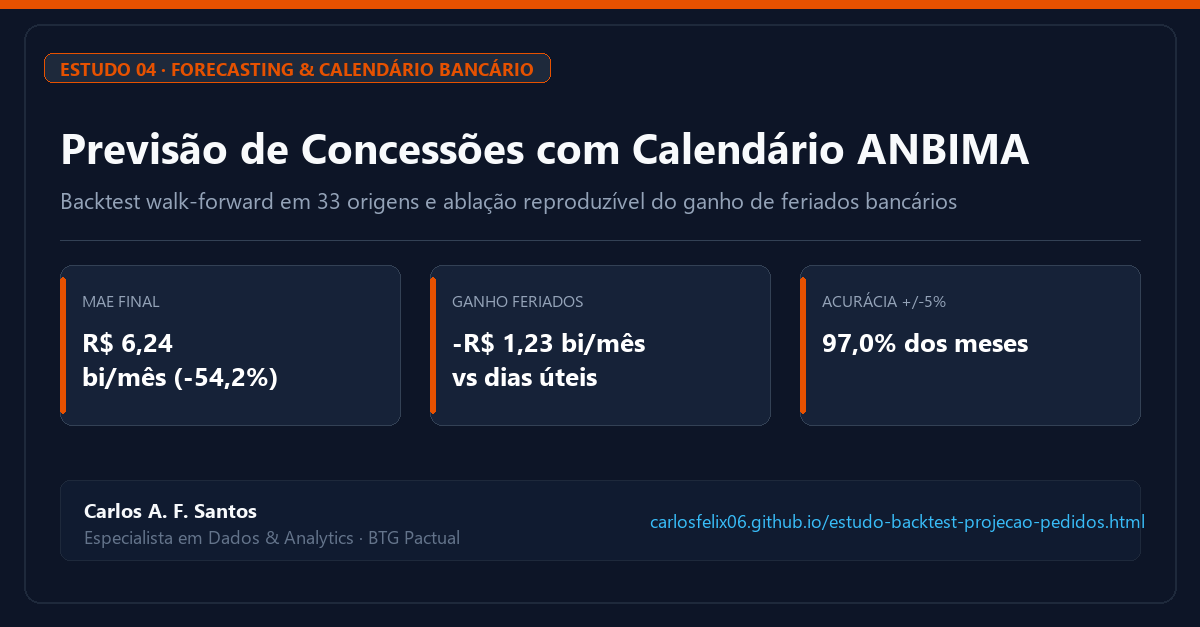 ESTUDO 04 · FORECASTING & CALENDÁRIO BANCÁRIO
Previsão de Concessões com Calendário ANBIMA
Backtest walk-forward em 33 origens e ablação reproduzível do ganho de feriados bancários
MAE FINAL
R$ 6,24
bi/mês (-54,2%)
GANHO FERIADOS
-R$ 1,23 bi/mês
vs dias úteis
ACURÁCIA +/-5%
97,0% dos meses
Carlos A. F. Santos
Especialista em Dados & Analytics · BTG Pactual
carlosfelix06.github.io/estudo-backtest-projecao-pedidos.html